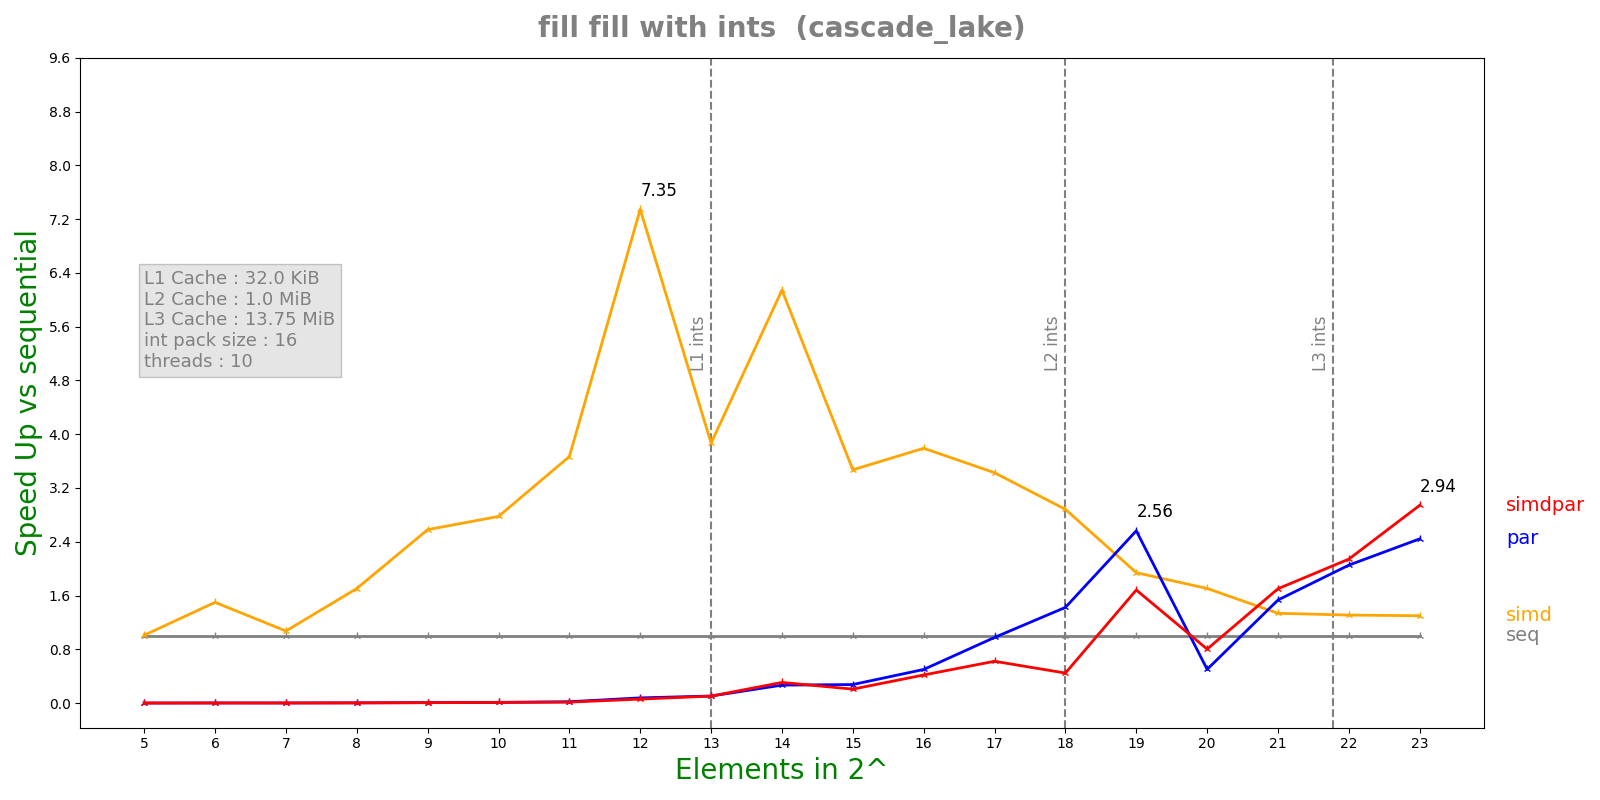 fill fill with ints  (cascade_lake)
9.6
8.8
8.0
7.2
6.4
5.6
4.8
4.0
3.2
2.4
1.6
0.8
0.0
Speed Up vs sequential
L1 Cache : 32.0 KiB
L2 Cache : 1.0 MiB
L3 Cache : 13.75 MiB
int pack size : 16
threads : 10
7.35
L1 ints
L2 ints
L3 ints
2.56
2.94
simdpar
par
simd
seq
5 6 7 8 9 10 11 12 13 14 15 16 17 18 19 20 21 22 23
Elements in 2^